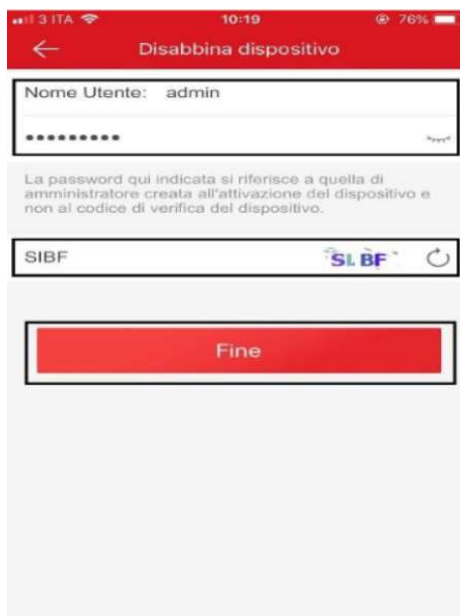 3 ITA 10:19 76%
Disabbina dispositivo
Nome Utente: admin
•••••••••
La password qui indicata si riferisce a quella di
amministratore creata all'attivazione del dispositivo e
non al codice di verifica del dispositivo.
SIBF SIBF
Fine